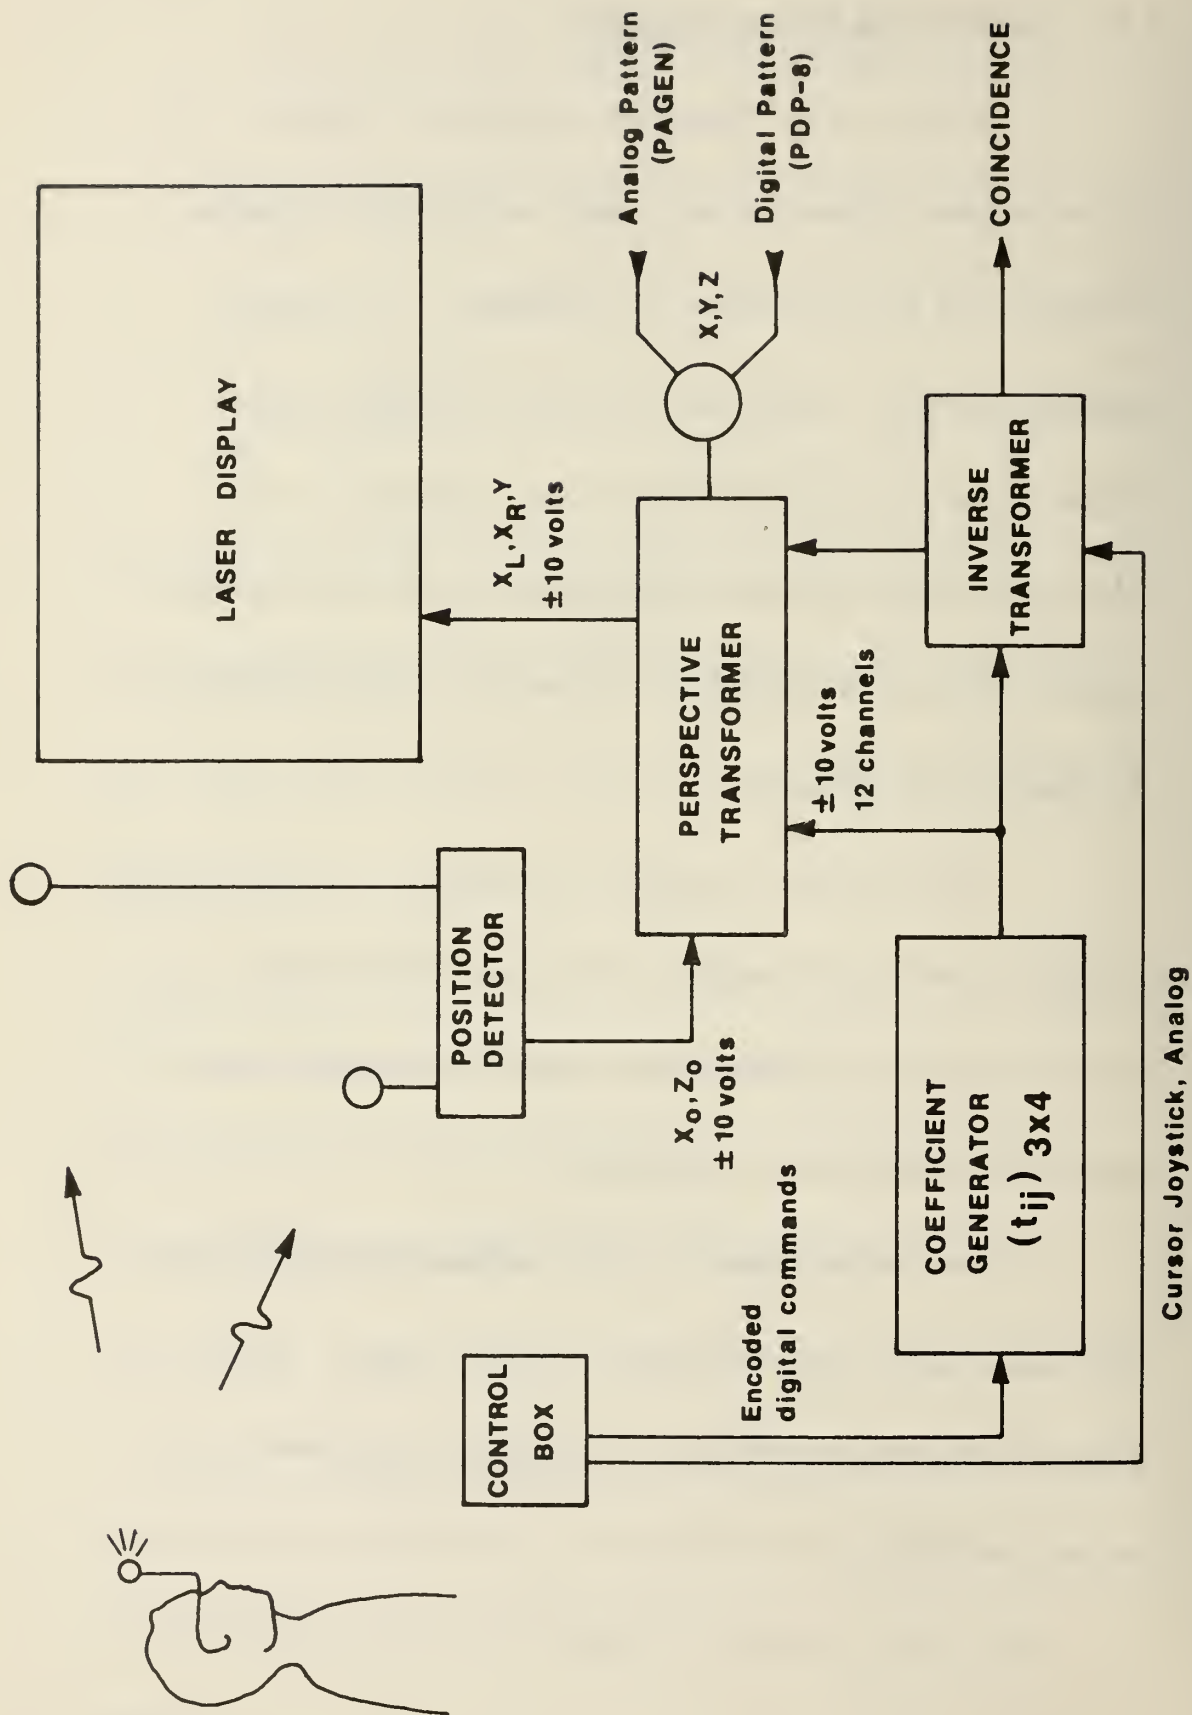 LASER DISPLAY
POSITION
DETECTOR
X_L, X_R, Y
±10 volts
Analog Pattern
(PAGEN)
X, Y, Z
Digital Pattern
(PDP-8)
CONTROL
BOX
X_O, Z_O
±10 volts
PERSPECTIVE
TRANSFORMER
Encoded
digital commands
±10 volts
12 channels
COEFFICIENT
GENERATOR
(t_ij) 3x4
INVERSE
TRANSFORMER
COINCIDENCE
Cursor Joystick, Analog